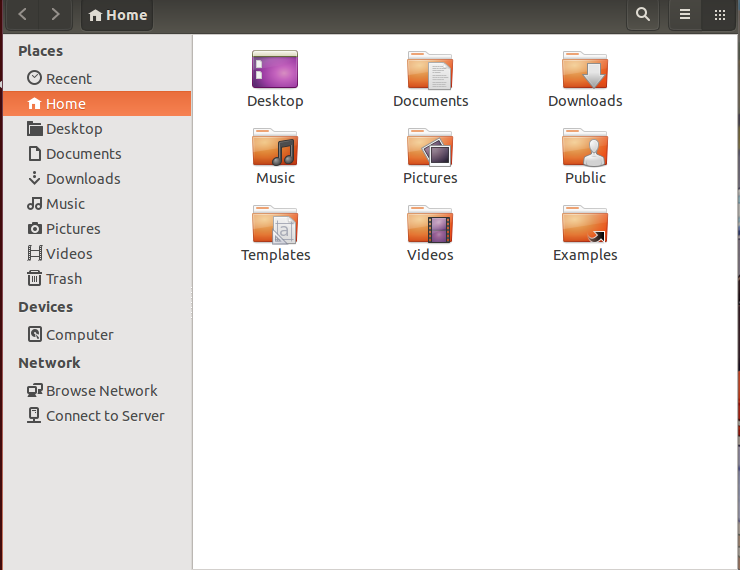 Home
Places
Recent
Home
Desktop
Documents
Downloads
Music
Pictures
Videos
Trash
Devices
Computer
Network
Browse Network
Connect to Server
Desktop
Documents
Downloads
Music
Pictures
Public
a
Templates
Videos
Examples